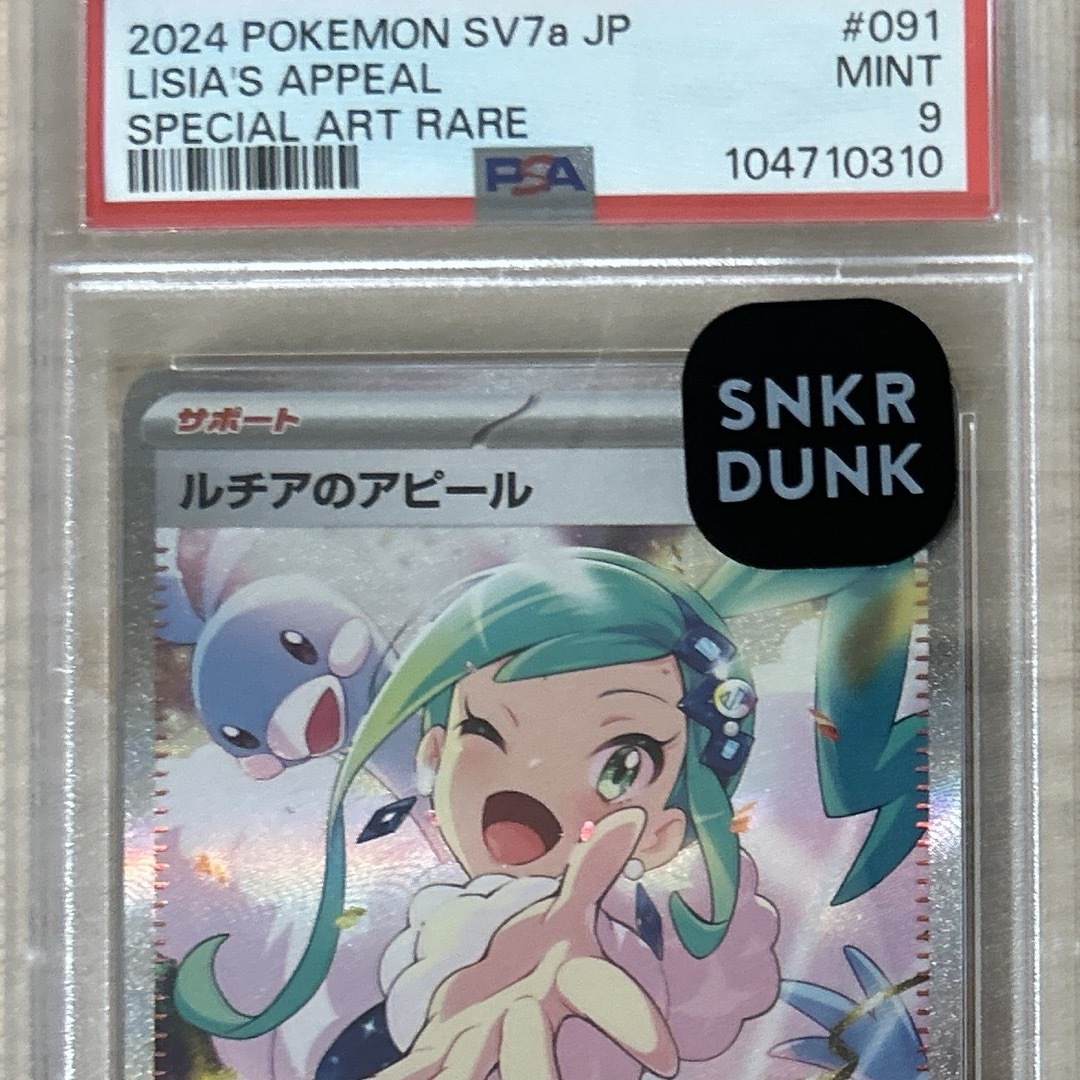 2024 POKEMON SV7a JP #091
LISIA'S APPEAL MINT
SPECIAL ART RARE 9
PSA 104710310
SNKR
DUNK
サポート
ルチアのアピール